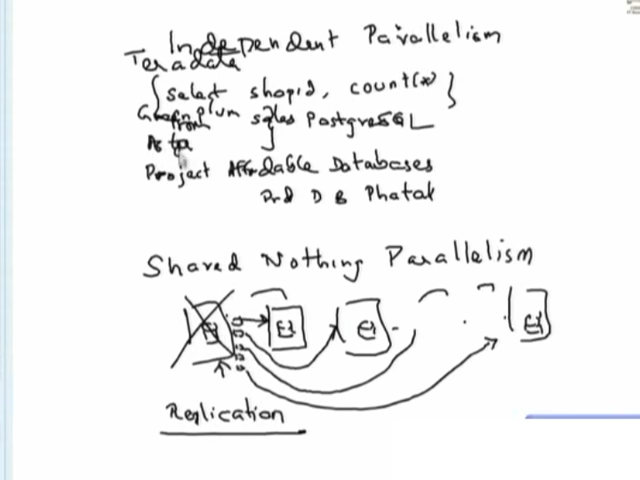 Independent Parallelism
Teradata
{ select shopid, count(*) }
Greenplum sales PostgreSQL
from
Aster
Project Affordable Databases
Prof D B Phatak
Shared Nothing Parallelism
Replication